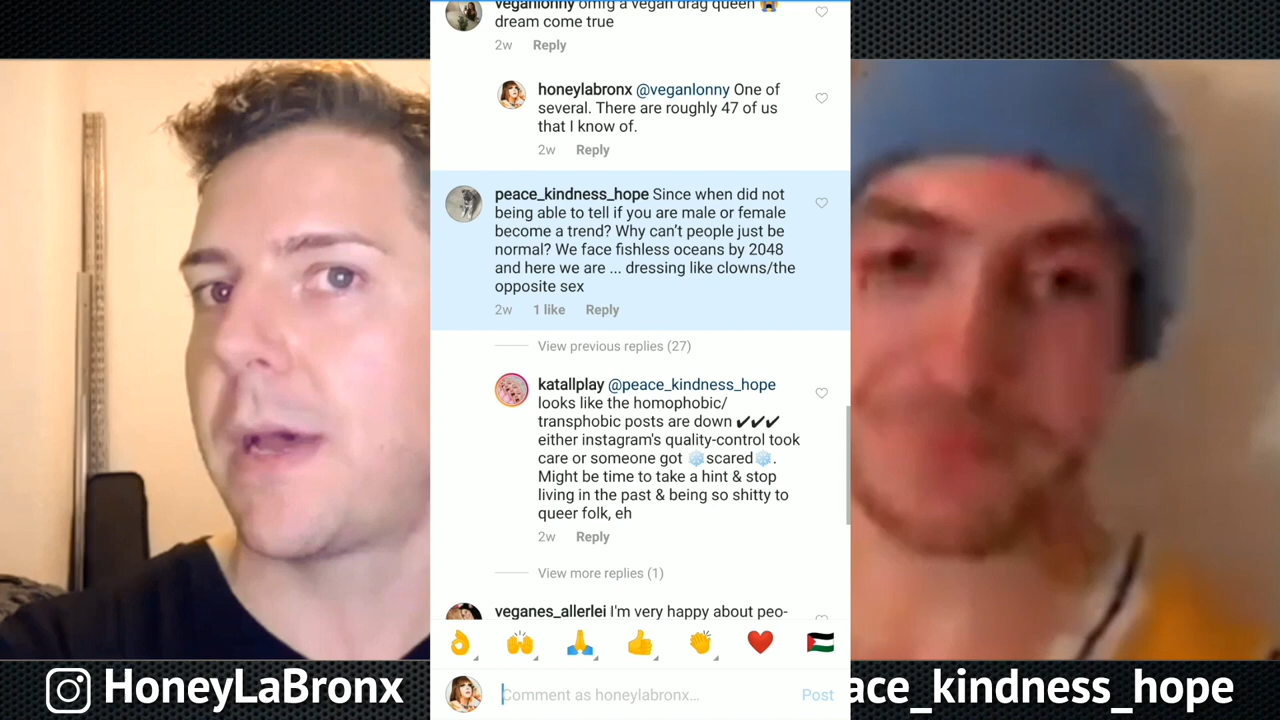 veganlonny omfg a vegan drag queen 😭
dream come true
2w Reply
honeylabronx @veganlonny One of
several. There are roughly 47 of us
that I know of.
2w Reply
peace_kindness_hope Since when did not
being able to tell if you are male or female
become a trend? Why can't people just be
normal? We face fishless oceans by 2048
and here we are ... dressing like clowns/the
opposite sex
2w 1 like Reply
View previous replies (27)
katallplay @peace_kindness_hope
looks like the homophobic/
transphobic posts are down ✔✔✔
either instagram's quality-control took
care or someone got ❄️scared❄️.
Might be time to take a hint & stop
living in the past & being so shitty to
queer folk, eh
2w Reply
View more replies (1)
veganes_allerlei I'm very happy about peo-
👌 🙌 🙏 👍 👏 ❤️ 🇵🇸
Comment as honeylabronx... Post
HoneyLaBronx
ace_kindness_hope